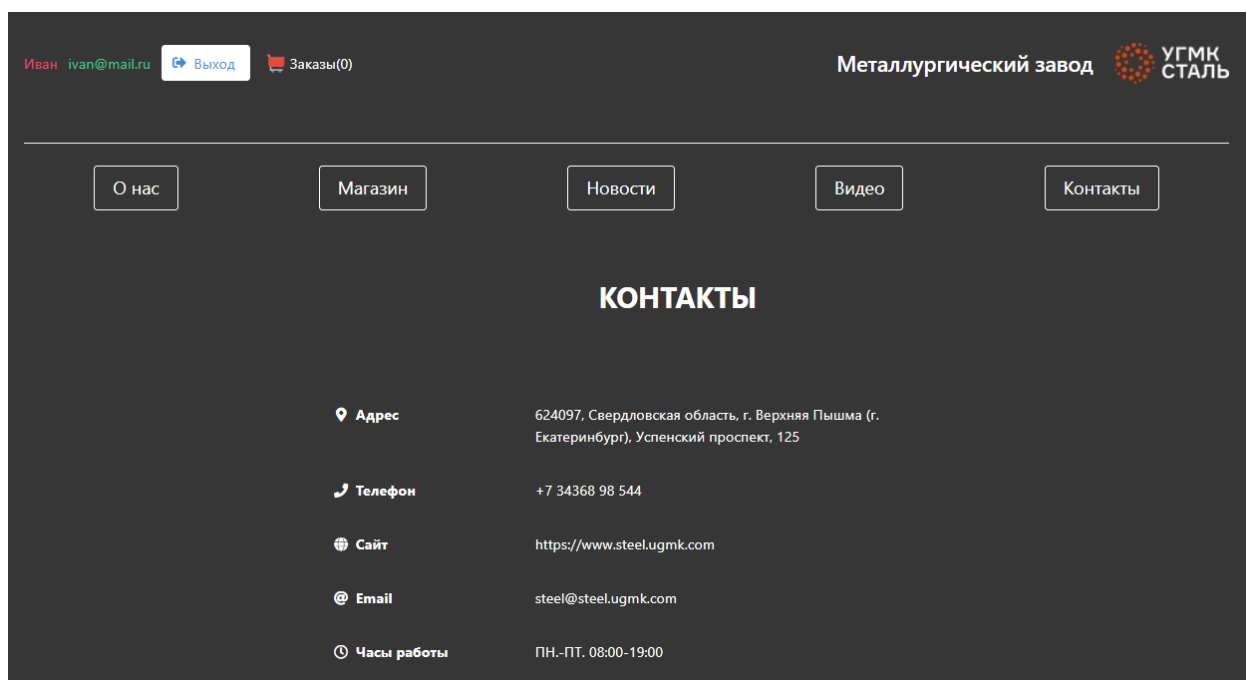 Иван ivan@mail.ru Выход Заказы(0) Металлургический завод УГМК
СТАЛЬ
О нас Магазин Новости Видео Контакты
КОНТАКТЫ
Адрес 624097, Свердловская область, г. Верхняя Пышма (г.
Екатеринбург), Успенский проспект, 125
Телефон +7 34368 98 544
Сайт https://www.steel.ugmk.com
Email steel@steel.ugmk.com
Часы работы ПН.-ПТ. 08:00-19:00